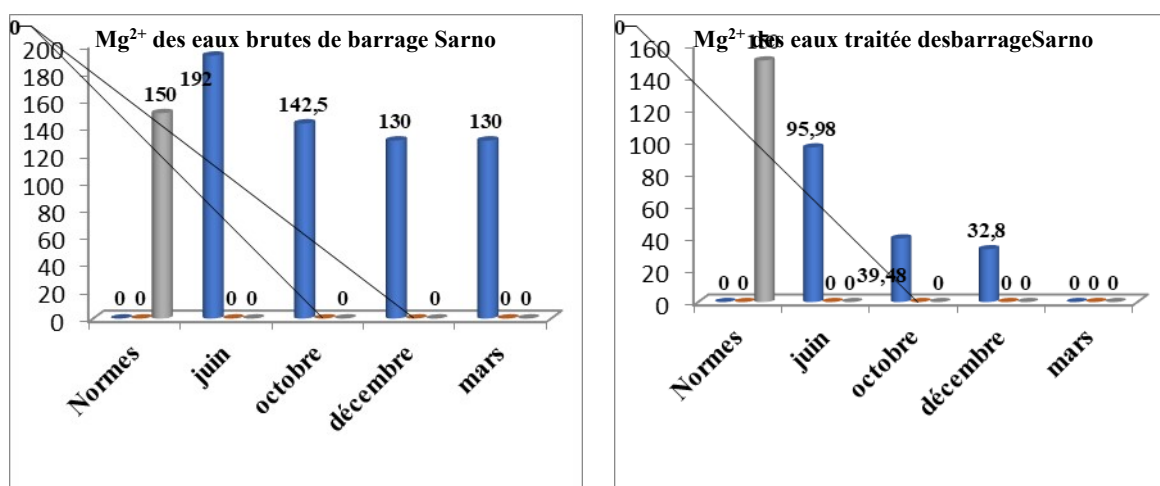 0
Mg²⁺ des eaux brutes de barrage Sarno
200
180
160
140
120
100
80
60
40
20
0
0 0 150
192 0 0
142,5 0
130 0
130 0 0
Normes
juin
octobre
décembre
mars
0
Mg²⁺ des eaux traitée desbarrageSarno
160
140
120
100
80
60
40
20
0
0 0 150
95,98 0 0
39,48 0
32,8 0 0
0 0 0
Normes
juin
octobre
décembre
mars